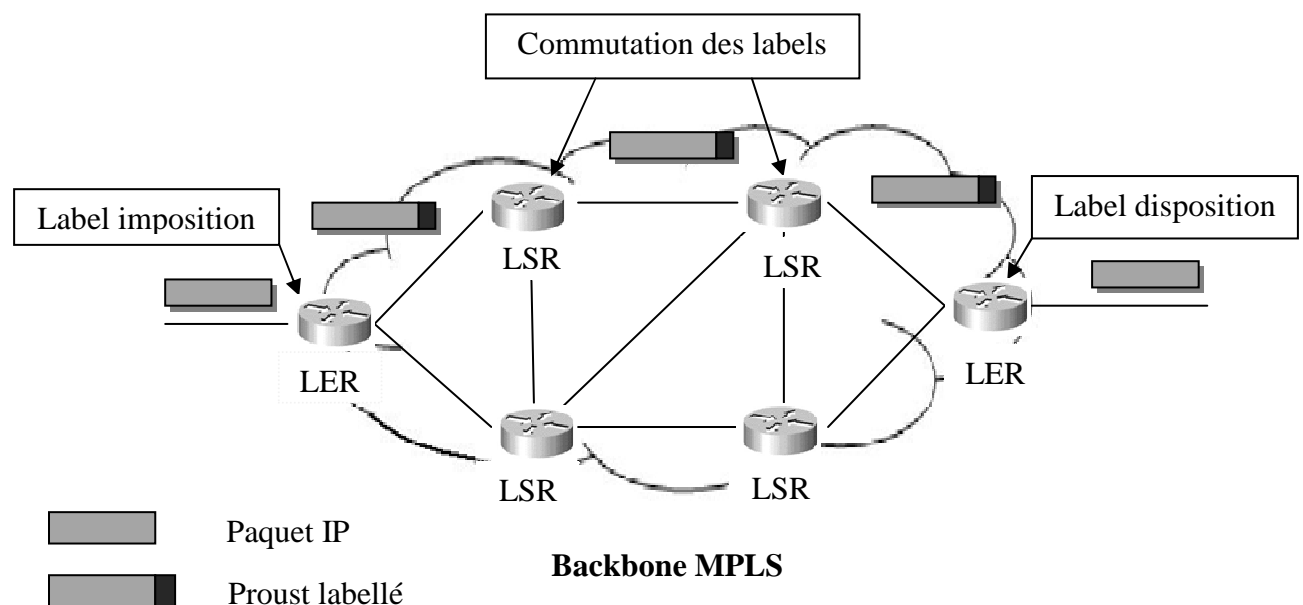 Commutation des labels
Label imposition
Label disposition
LSR
LSR
LER
LER
LSR
LSR
Paquet IP
Backbone MPLS
Proust labellé